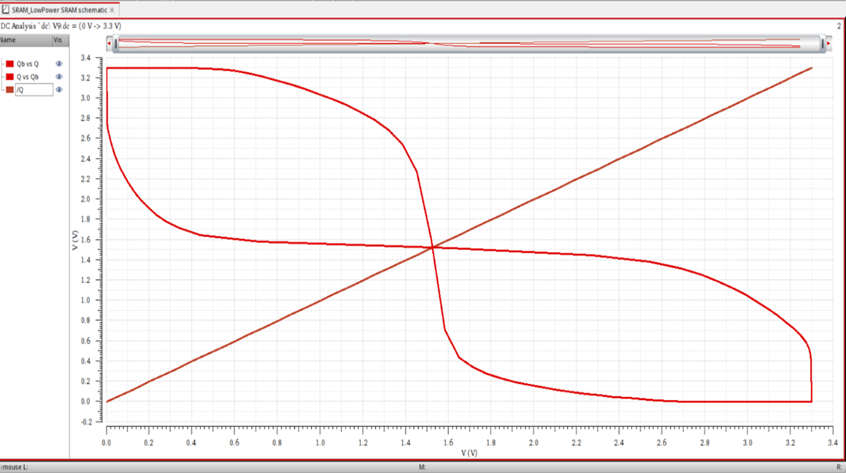 SRAM_LowPower SRAM schematic ×
DC Analysis `dc': V9:dc = (0 V -> 3.3 V)
2
Name Vis
Qb vs Q
Q vs Qb
/Q
3.4
3.2
3.0
2.8
2.6
2.4
2.2
2.0
1.8
1.6
1.4
1.2
1.0
0.8
0.6
0.4
0.2
0.0
-0.2
V (V)
0.0 0.2 0.4 0.6 0.8 1.0 1.2 1.4 1.6 1.8 2.0 2.2 2.4 2.6 2.8 3.0 3.2 3.4
V (V)
mouse L: M: R: